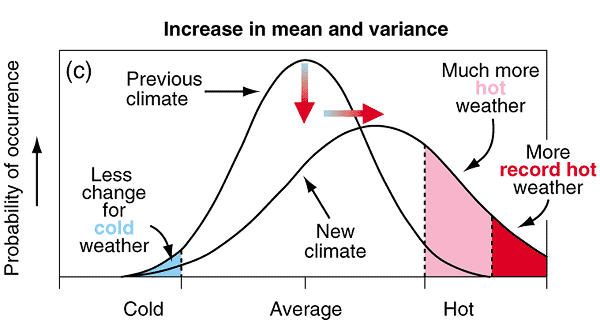 Increase in mean and variance
(c)
Previous
climate
Much more
hot
weather
More
record hot
weather
Less
change
for
cold
weather
New
climate
Probability of occurrence
Cold
Average
Hot